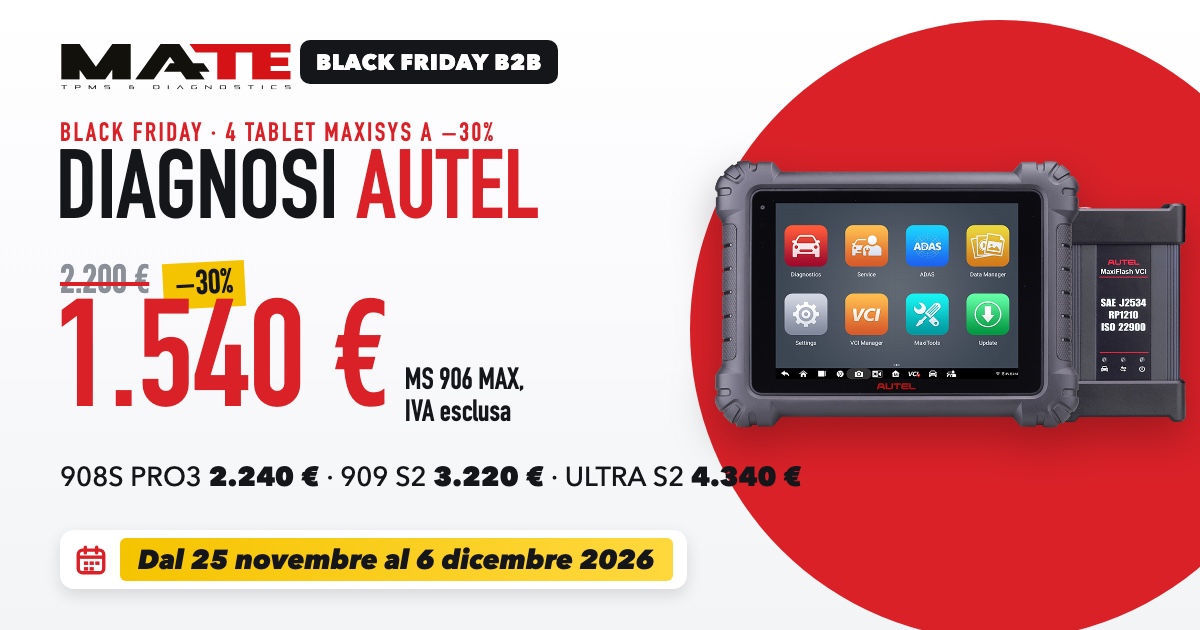 MATE
TPMS & DIAGNOSTICS
BLACK FRIDAY B2B
BLACK FRIDAY · 4 TABLET MAXISYS A –30%
DIAGNOSI AUTEL
2.200 €
–30%
1.540 €
MS 906 MAX,
IVA esclusa
908S PRO3 2.240 € · 909 S2 3.220 € · ULTRA S2 4.340 €
Dal 25 novembre al 6 dicembre 2026
ADAS
Diagnostics
Service
ADAS
Data Manager
VCI
Settings
VCI Manager
MaxiTools
Update
VCI
AUTEL
AUTEL
MaxiFlash VCI
SAE J2534
RP1210
ISO 22900